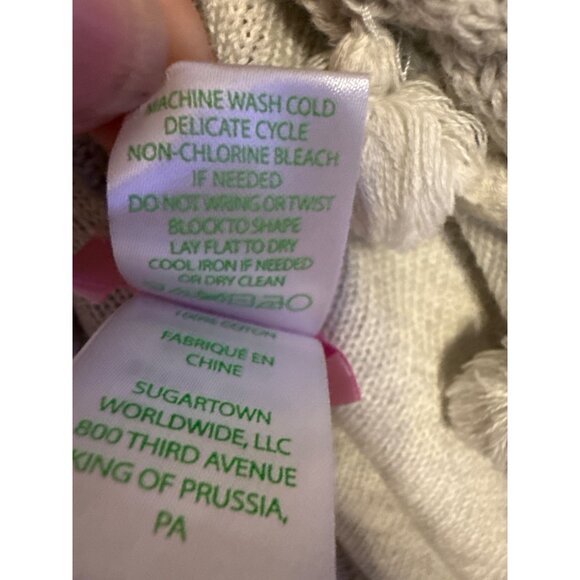 MACHINE WASH COLD
DELICATE CYCLE
NON-CHLORINE BLEACH
IF NEEDED
DO NOT WRING OR TWIST
BLOCK TO SHAPE
LAY FLAT TO DRY
COOL IRON IF NEEDED
OR DRY CLEAN
100% COTON
FABRIQUÉ EN
CHINE
SUGARTOWN
WORLDWIDE, LLC
800 THIRD AVENUE
KING OF PRUSSIA,
PA